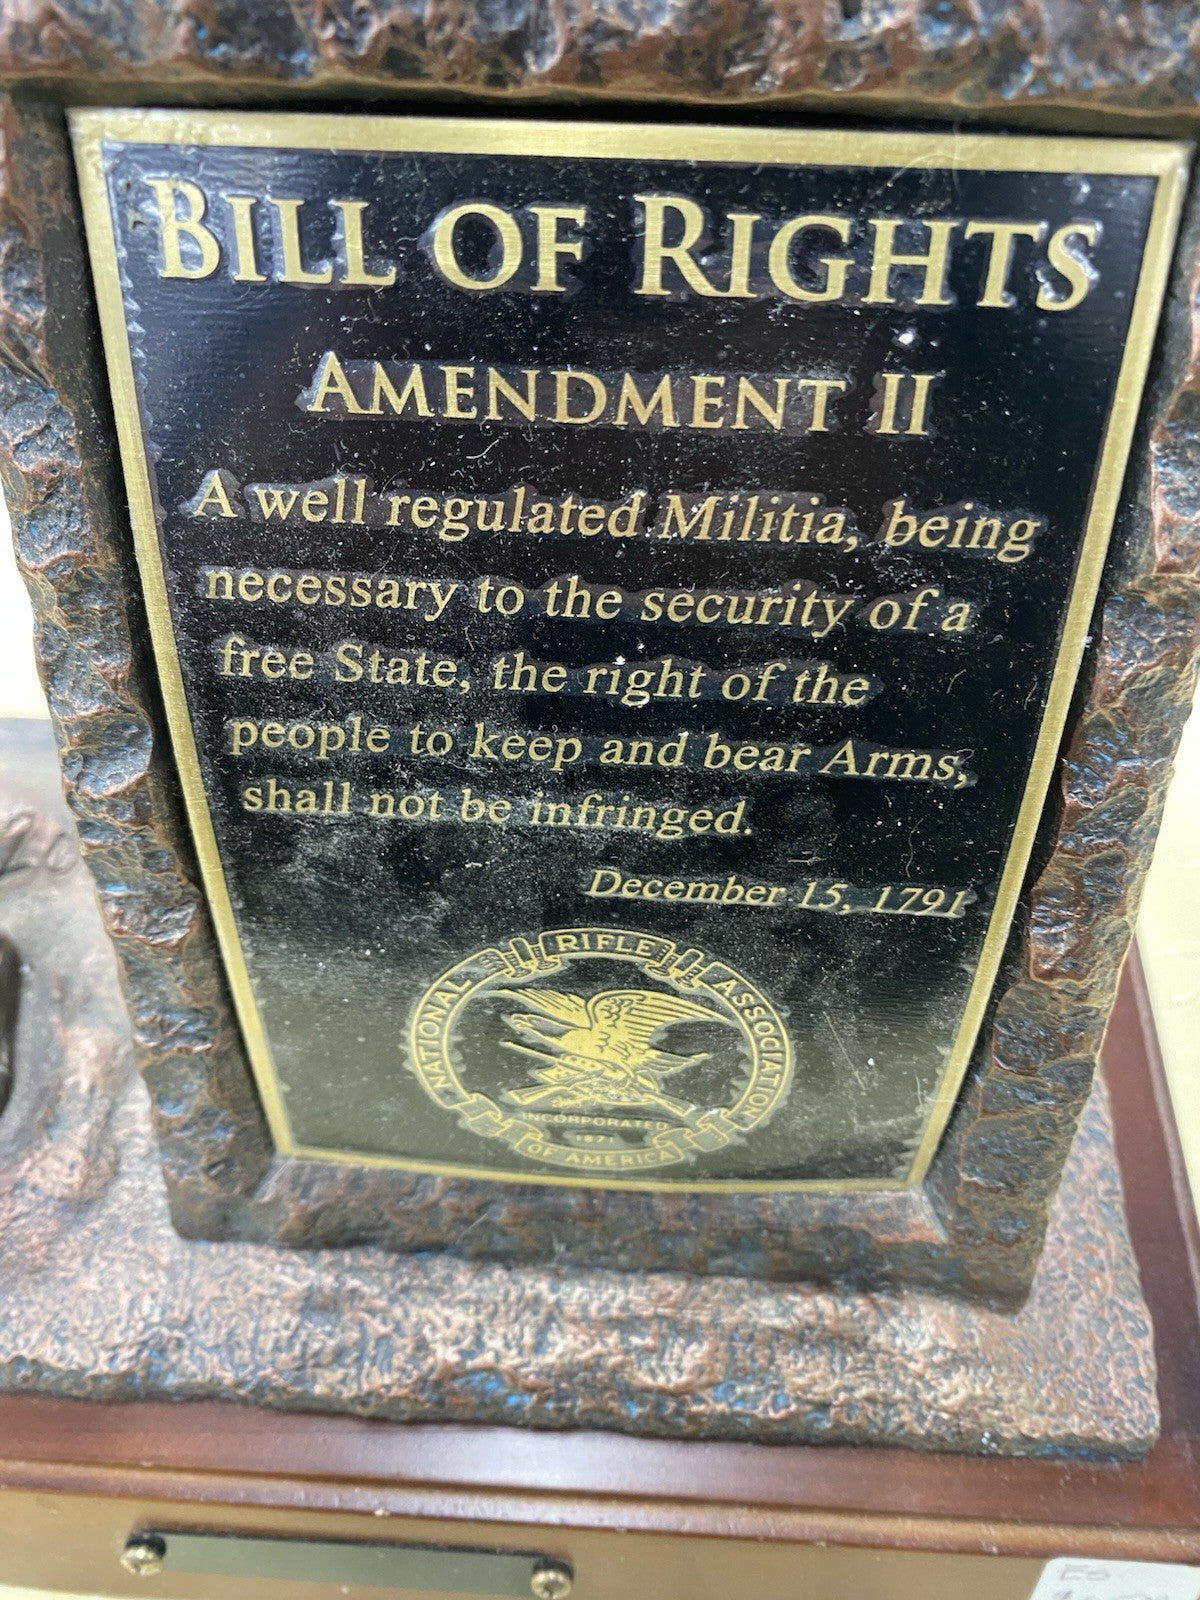 BILL OF RIGHTS
AMENDMENT II
A well regulated Militia, being
necessary to the security of a
free State, the right of the
people to keep and bear Arms,
shall not be infringed.
December 15, 1791
NATIONAL RIFLE ASSOCIATION
INCORPORATED
1871
OF AMERICA